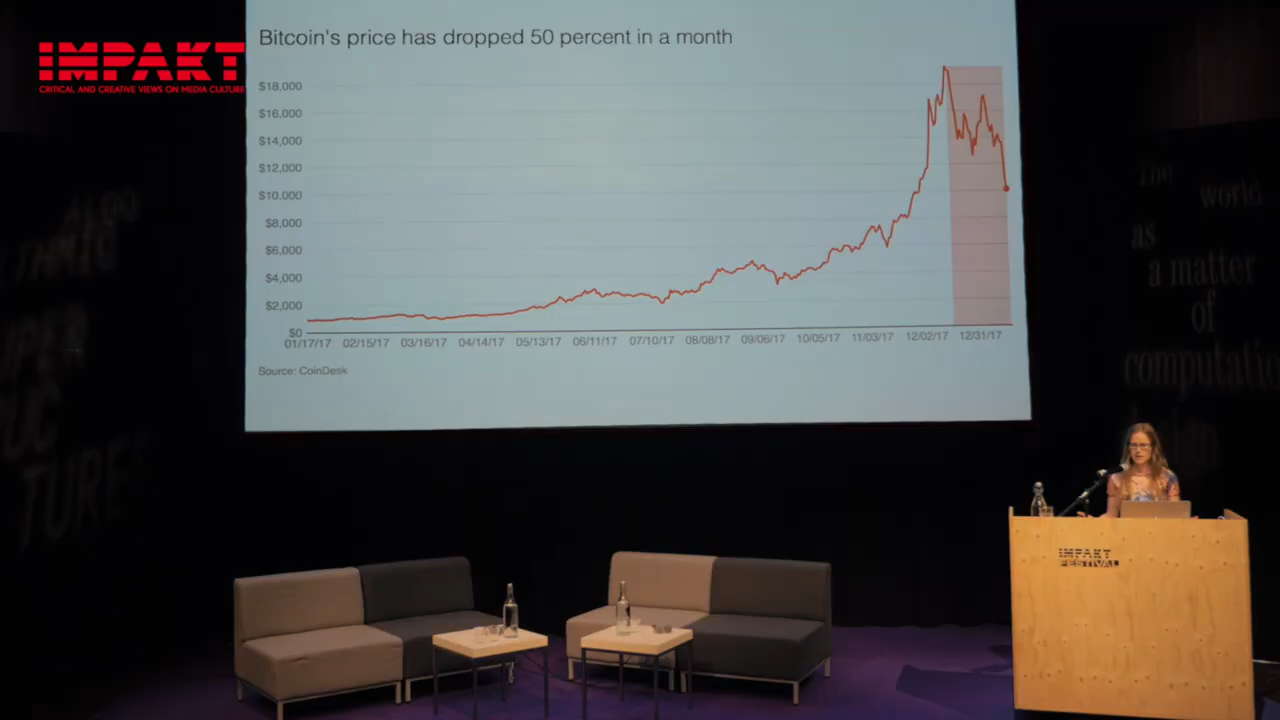 IMPAKT
CRITICAL AND CREATIVE VIEWS ON MEDIA CULTURE
Bitcoin's price has dropped 50 percent in a month
$18,000
$16,000
$14,000
$12,000
$10,000
$8,000
$6,000
$4,000
$2,000
$0
01/17/17 02/15/17 03/16/17 04/14/17 05/13/17 06/11/17 07/10/17 08/08/17 09/06/17 10/05/17 11/03/17 12/02/17 12/31/17
Source: CoinDesk
The
world
as
a matter
of
IMPAKT
FESTIVAL